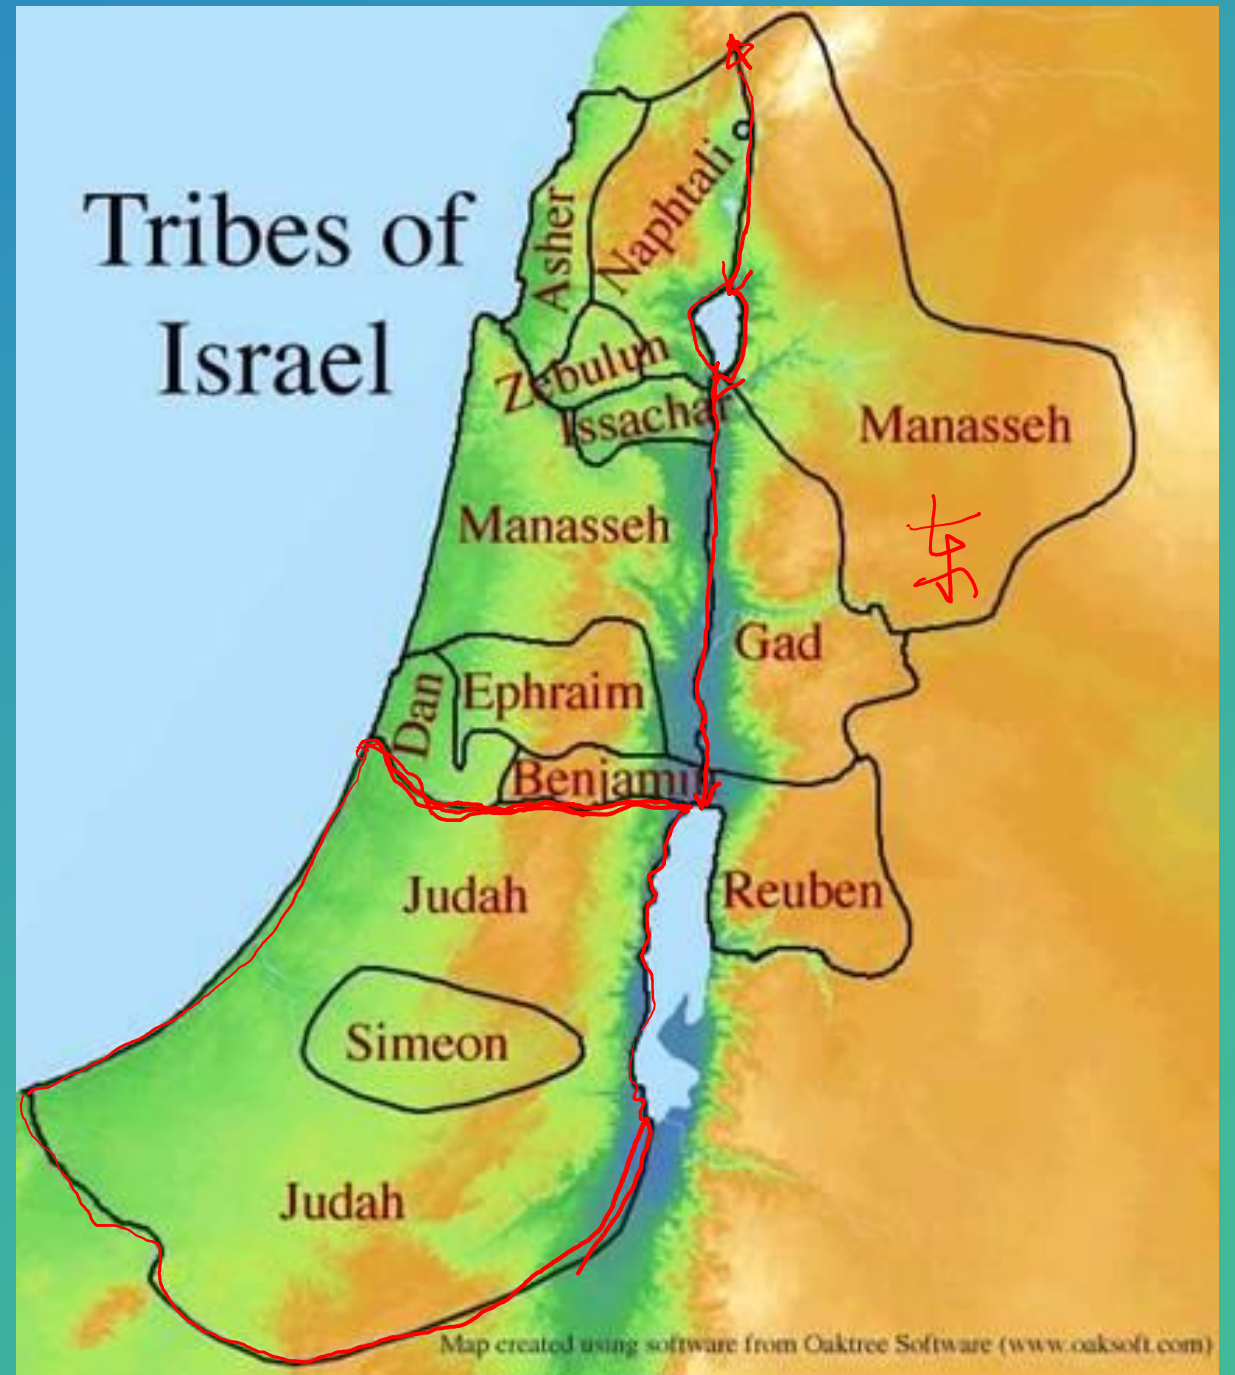 Tribes of
Israel
Asher
Naphtali
Zebulun
Issachar
Manasseh
Manasseh
东
Gad
Dan
Ephraim
Benjamin
Judah
Reuben
Simeon
Judah
Map created using software from Oaktree Software (www.oaksoft.com)